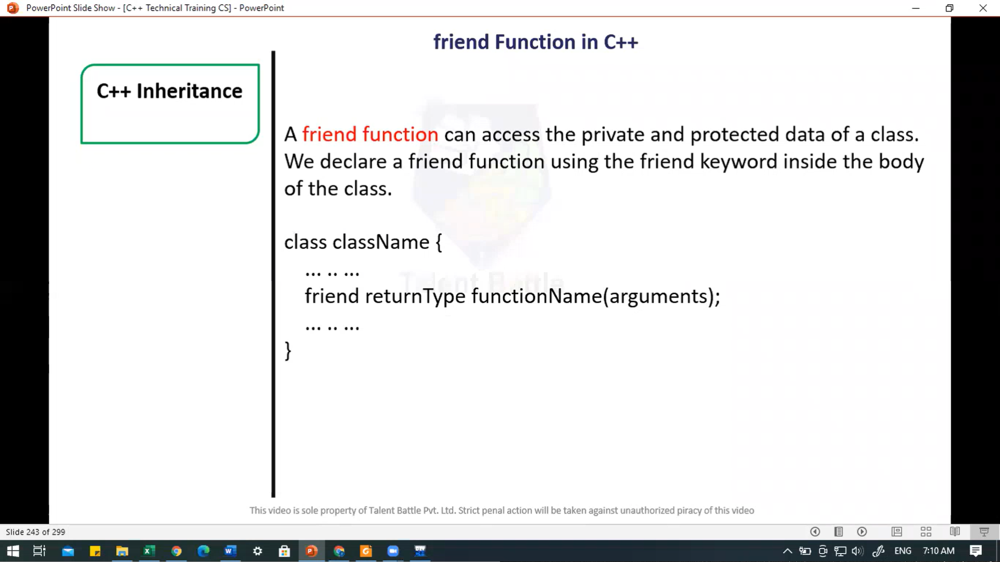 PowerPoint Slide Show - [C++ Technical Training CS] - PowerPoint
friend Function in C++
C++ Inheritance
A friend function can access the private and protected data of a class.
We declare a friend function using the friend keyword inside the body
of the class.
class className {
... .. ...
Talent Battle
friend returnType functionName(arguments);
... .. ...
}
This video is sole property of Talent Battle Pvt. Ltd. Strict penal action will be taken against unauthorized piracy of this video
Slide 243 of 299
ENG
7:10 AM